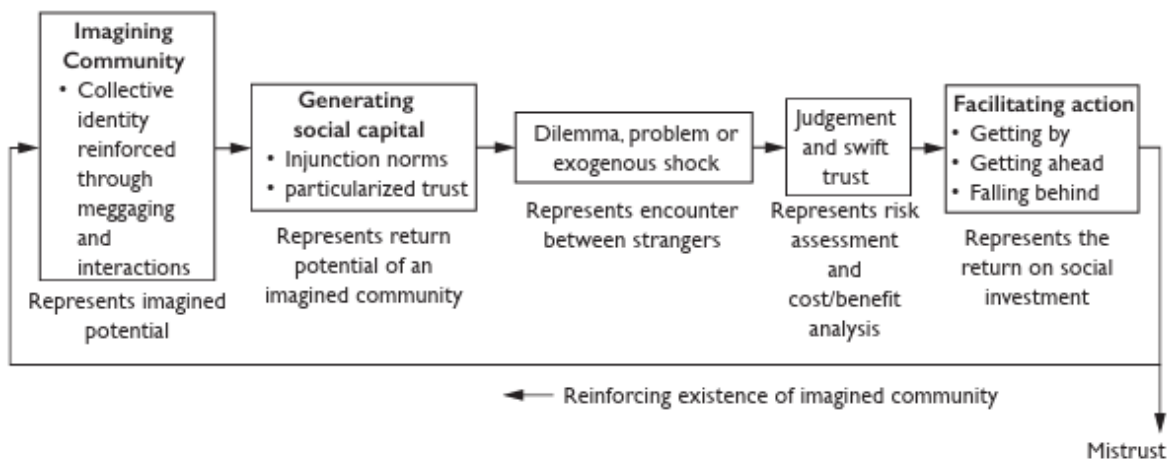 Imagining
Community
• Collective
identity
reinforced
through
meggaging
and
interactions
Represents imagined
potential
Generating
social capital
• Injunction norms
• particularized trust
Represents return
potential of an
imagined community
Dilemma, problem or
exogenous shock
Represents encounter
between strangers
Judgement
and swift
trust
Represents risk
assessment
and
cost/benefit
analysis
Facilitating action
• Getting by
• Getting ahead
• Falling behind
Represents the
return on social
investment
Reinforcing existence of imagined community
Mistrust